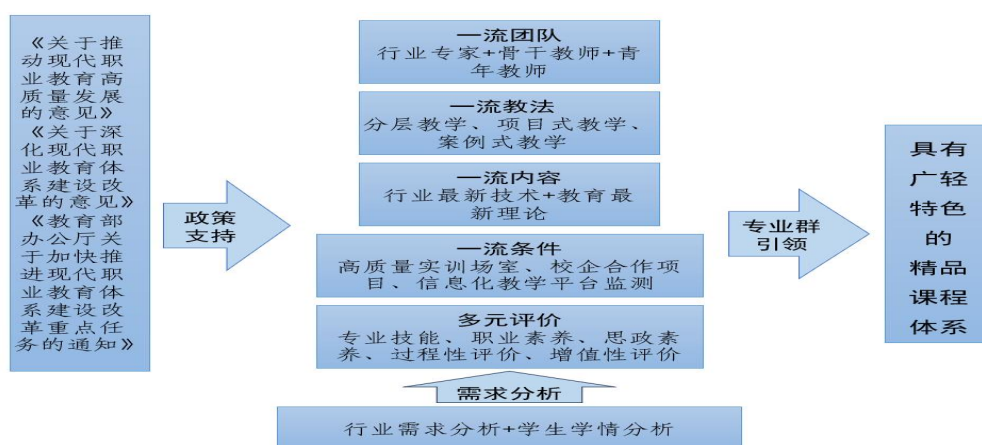 《关于推
动现代职
业教育高
质量发展
的意见》
《关于深
化现代职
业教育体
系建设改
革的意见》
《教育部
办公厅关
于加快推
进现代职
业教育体
系建设改
革重点任
务的通知》
政策
支持
一流团队
行业专家+骨干教师+青
年教师
一流教法
分层教学、项目式教学、
案例式教学
一流内容
行业最新技术+教育最
新理论
一流条件
高质量实训场室、校企合作项
目、信息化教学平台监测
多元评价
专业技能、职业素养、思政素
养、过程性评价、增值性评价
需求分析
行业需求分析+学生学情分析
专业群
引领
具有
广轻
特色
的
精品
课程
体系